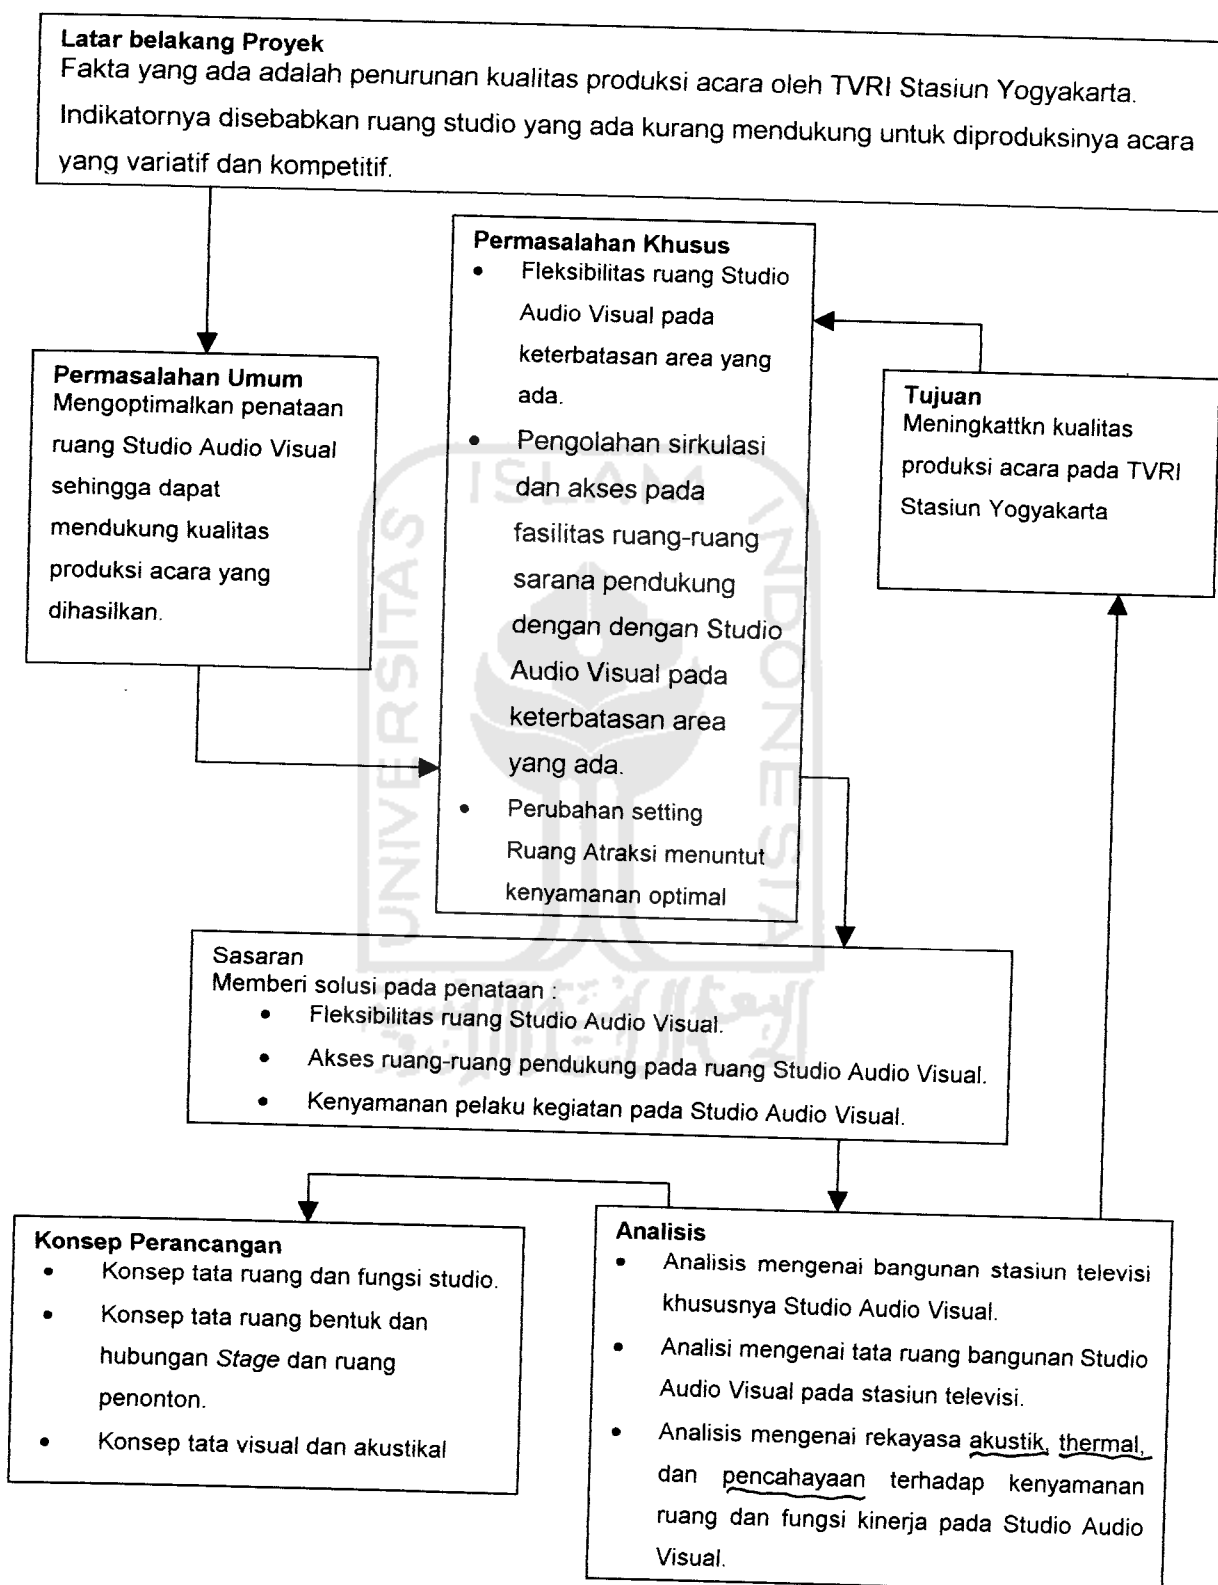 Latar belakang Proyek
Fakta yang ada adalah penurunan kualitas produksi acara oleh TVRI Stasiun Yogyakarta.
Indikatornya disebabkan ruang studio yang ada kurang mendukung untuk diproduksinya acara
yang variatif dan kompetitif.
Permasalahan Umum
Mengoptimalkan penataan
ruang Studio Audio Visual
sehingga dapat
mendukung kualitas
produksi acara yang
dihasilkan.
Permasalahan Khusus
• Fleksibilitas ruang Studio
Audio Visual pada
keterbatasan area yang
ada.
• Pengolahan sirkulasi
dan akses pada
fasilitas ruang-ruang
sarana pendukung
dengan dengan Studio
Audio Visual pada
keterbatasan area
yang ada.
• Perubahan setting
Ruang Atraksi menuntut
kenyamanan optimal
Tujuan
Meningkattkn kualitas
produksi acara pada TVRI
Stasiun Yogyakarta
Sasaran
Memberi solusi pada penataan :
• Fleksibilitas ruang Studio Audio Visual.
• Akses ruang-ruang pendukung pada ruang Studio Audio Visual.
• Kenyamanan pelaku kegiatan pada Studio Audio Visual.
Konsep Perancangan
• Konsep tata ruang dan fungsi studio.
• Konsep tata ruang bentuk dan
hubungan Stage dan ruang
penonton.
• Konsep tata visual dan akustikal
Analisis
• Analisis mengenai bangunan stasiun televisi
khususnya Studio Audio Visual.
• Analisi mengenai tata ruang bangunan Studio
Audio Visual pada stasiun televisi.
• Analisis mengenai rekayasa akustik, thermal,
dan pencahayaan terhadap kenyamanan
ruang dan fungsi kinerja pada Studio Audio
Visual.
UNIVERSITAS
ISLAM
INDONESIA